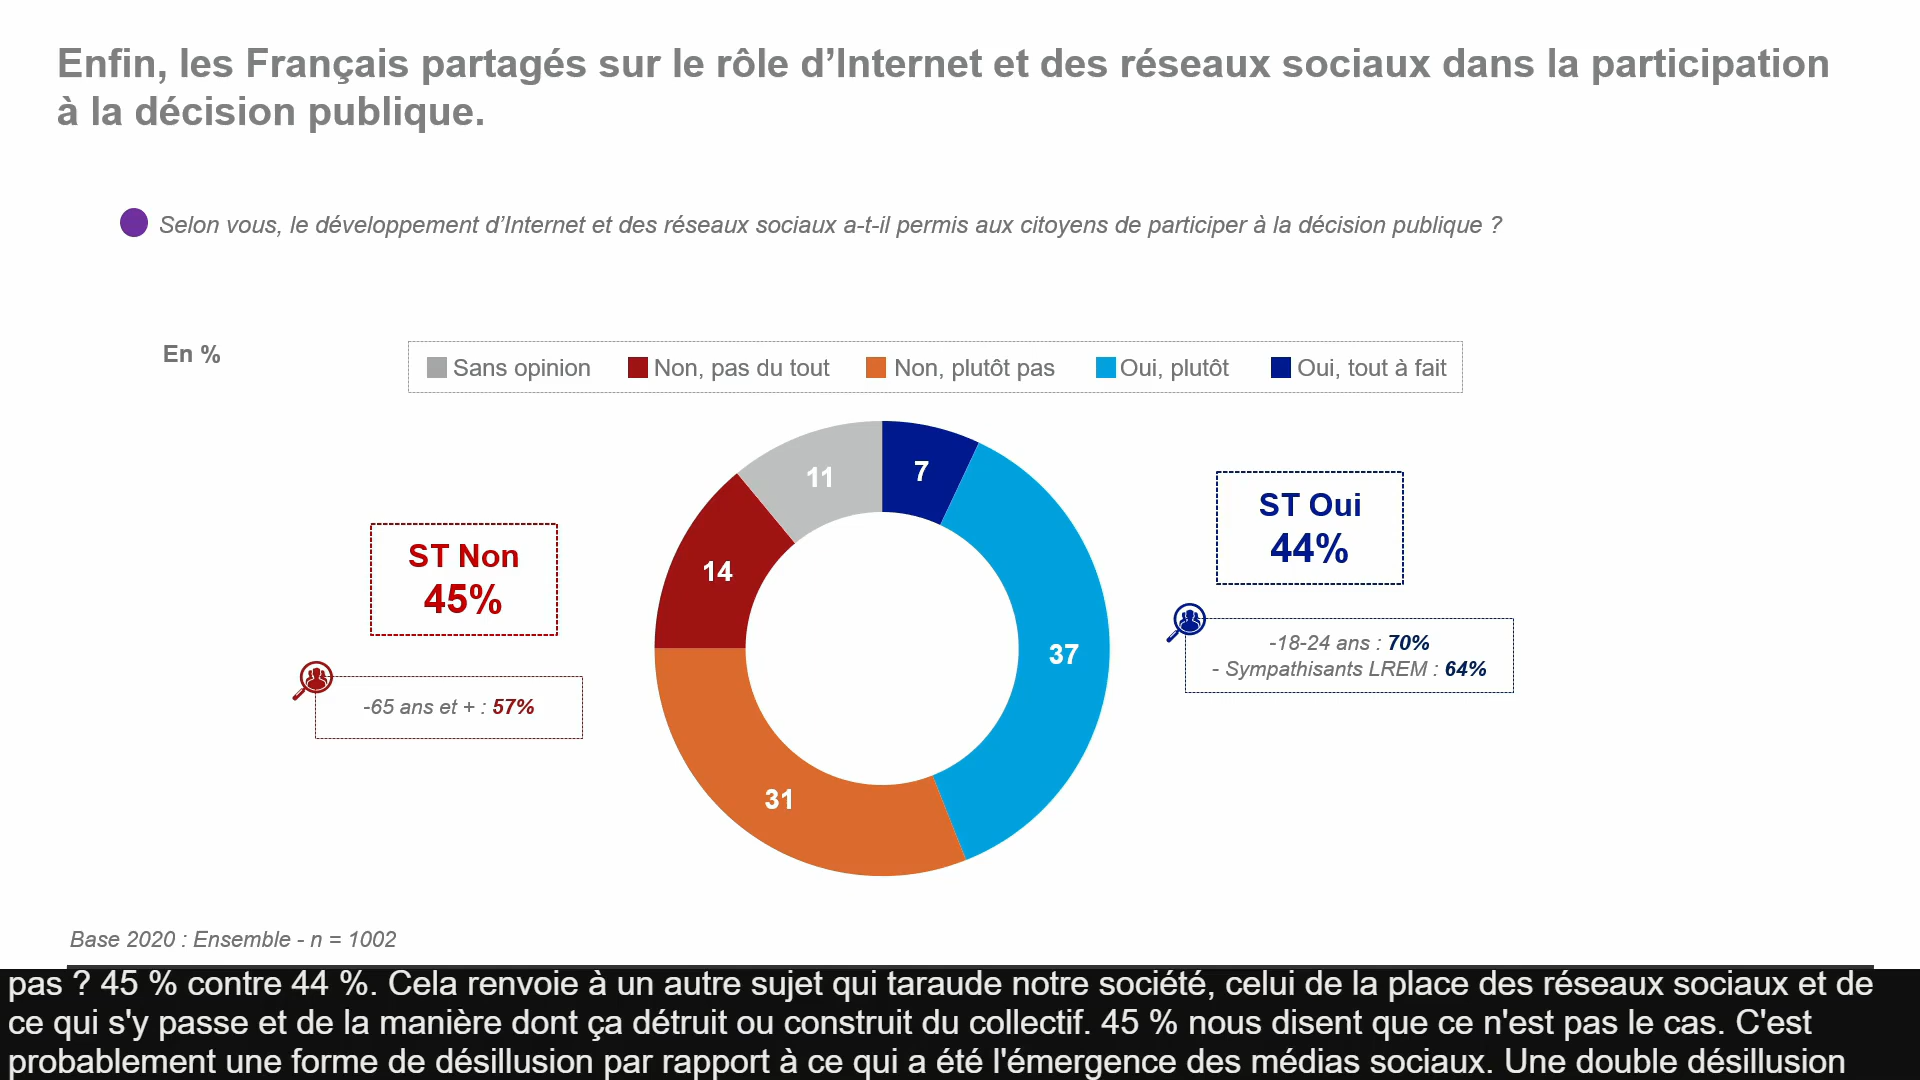 Enfin, les Français partagés sur le rôle d’Internet et des réseaux sociaux dans la participation
à la décision publique.
Selon vous, le développement d’Internet et des réseaux sociaux a-t-il permis aux citoyens de participer à la décision publique ?
En %
Sans opinion
Non, pas du tout
Non, plutôt pas
Oui, plutôt
Oui, tout à fait
11
7
14
37
31
ST Non
45%
-65 ans et + : 57%
ST Oui
44%
-18-24 ans : 70%
- Sympathisants LREM : 64%
Base 2020 : Ensemble - n = 1002
pas ? 45 % contre 44 %. Cela renvoie à un autre sujet qui taraude notre société, celui de la place des réseaux sociaux et de
ce qui s'y passe et de la manière dont ça détruit ou construit du collectif. 45 % nous disent que ce n'est pas le cas. C'est
probablement une forme de désillusion par rapport à ce qui a été l'émergence des médias sociaux. Une double désillusion